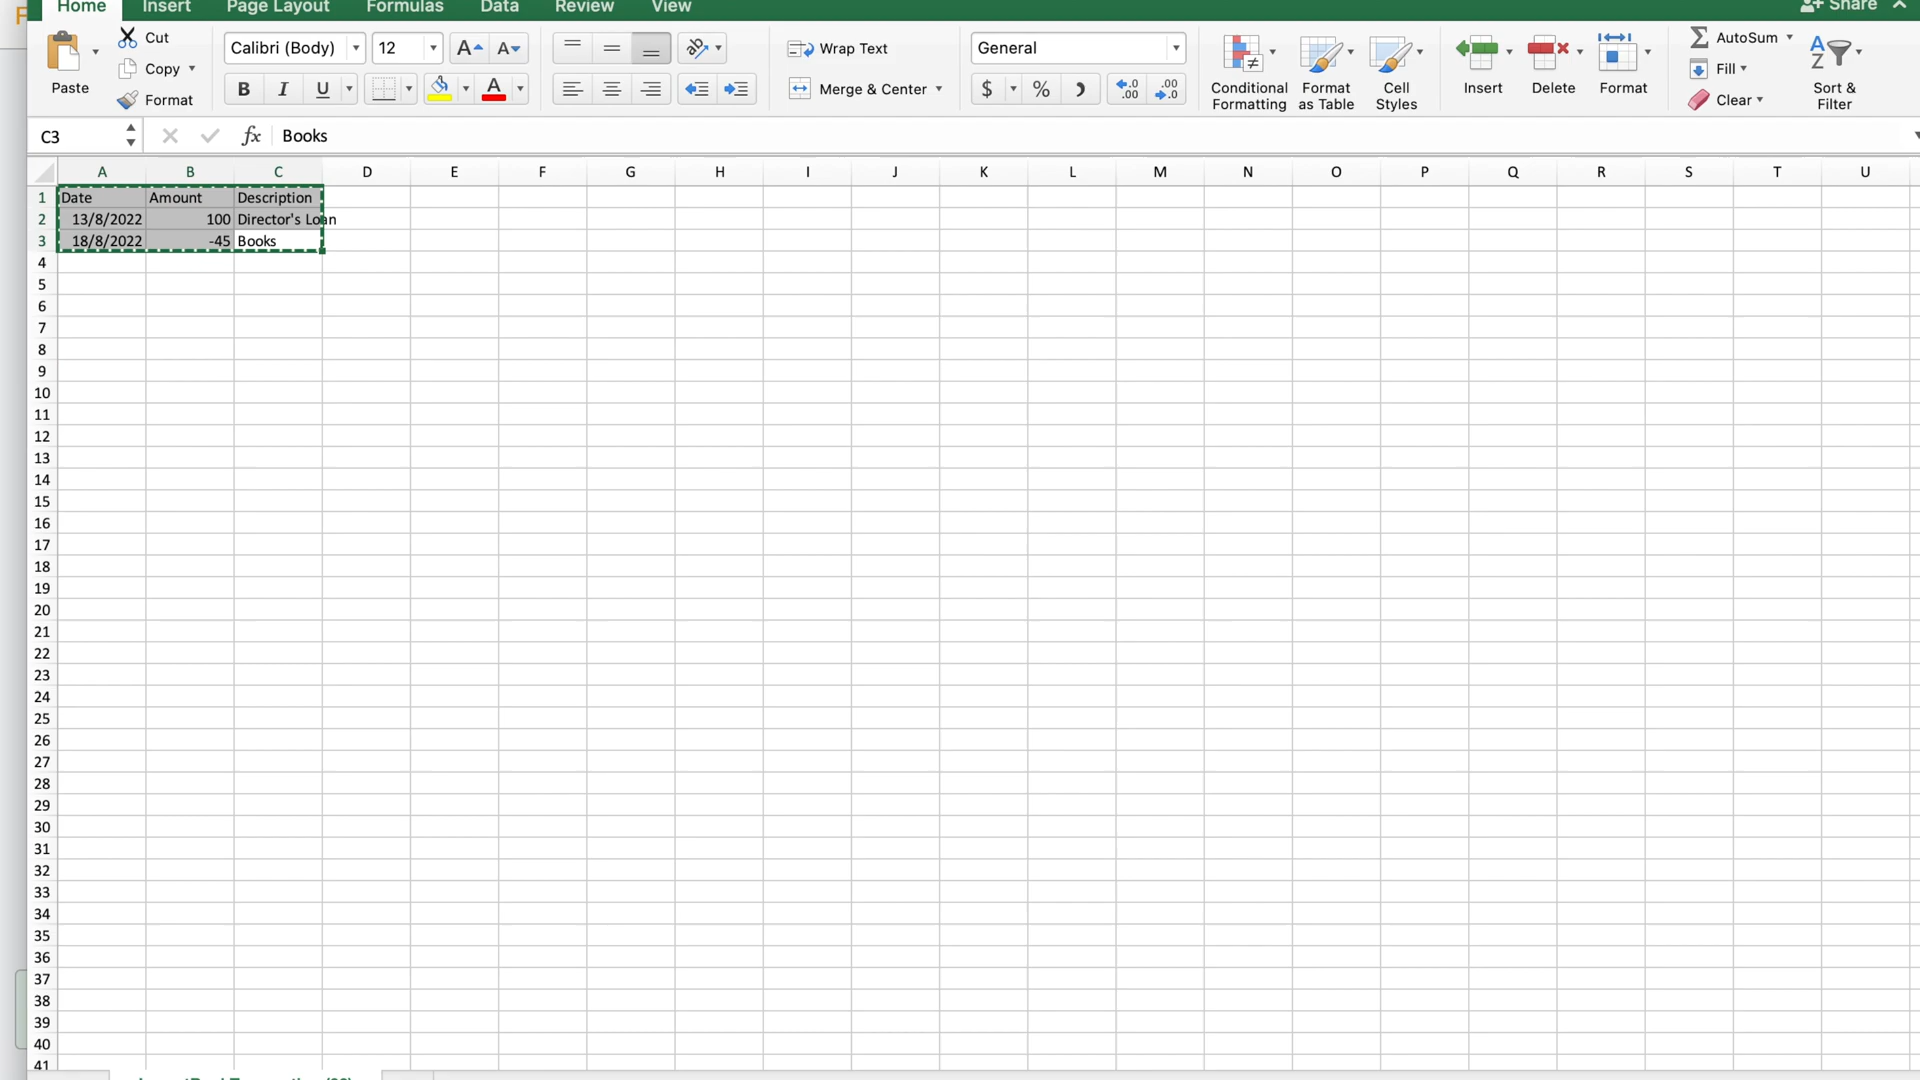 Home Insert Page Layout Formulas Data Review View Share
Paste Cut Copy Format
Calibri (Body) 12
B I U A
Wrap Text
Merge & Center
General
$ %
Conditional Formatting
Format as Table
Cell Styles
Insert Delete Format
AutoSum
Fill
Clear
Sort & Filter
C3 fx Books
A B C D E F G H I J K L M N O P Q R S T U
1 Date Amount Description
2 13/8/2022 100 Director's Loan
3 18/8/2022 -45 Books
4
5
6
7
8
9
10
11
12
13
14
15
16
17
18
19
20
21
22
23
24
25
26
27
28
29
30
31
32
33
34
35
36
37
38
39
40
41